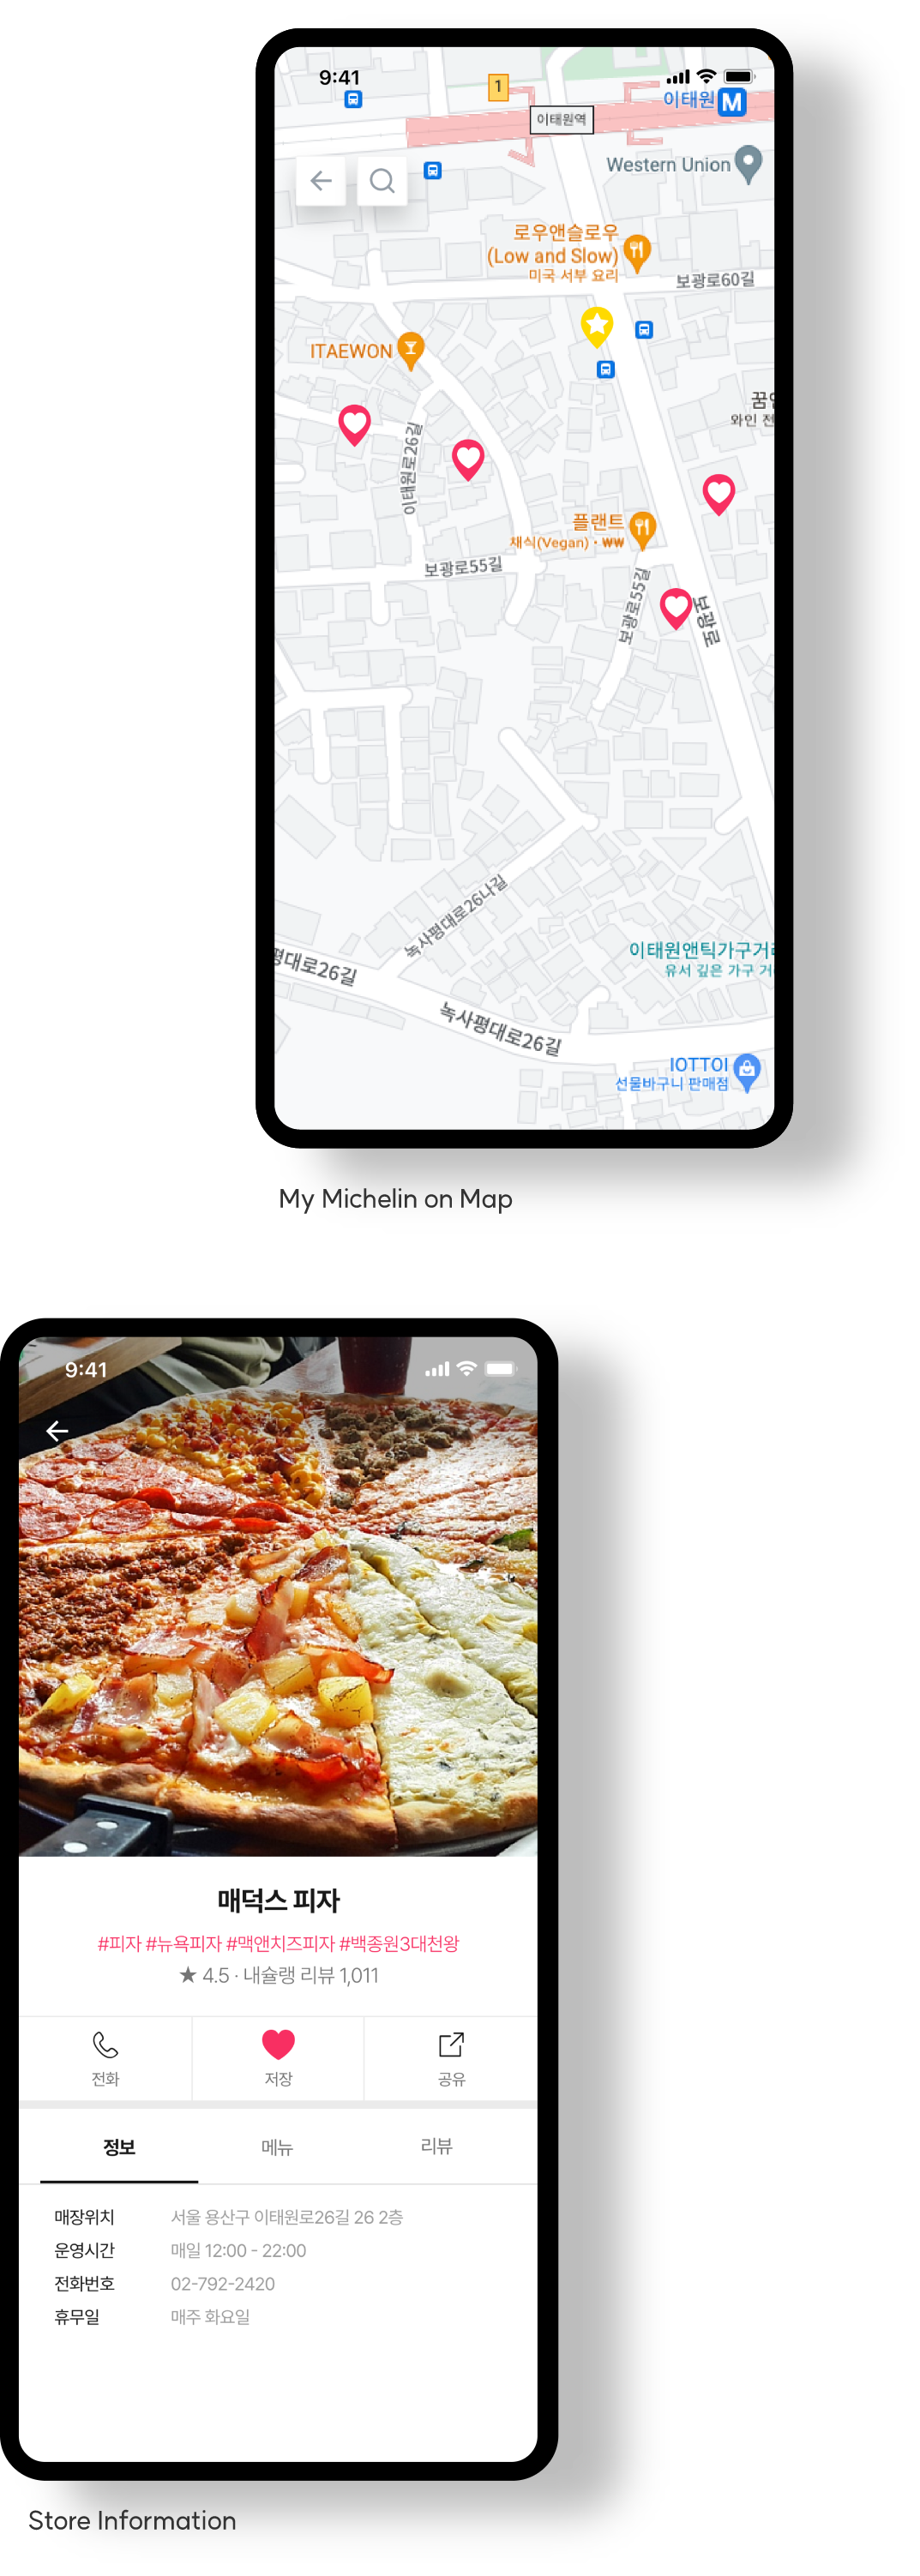 9:41
1
이태원 M
이태원역
Western Union
로우앤슬로우
(Low and Slow)
미국 서부 요리
보광로60길
ITAEWON
와인 전
이태원로26길
플랜트
채식(Vegan) · ₩₩
보광로55길
보광로55길
보광로
녹사평대로26나길
이태원앤틱가구거리
유서 깊은 가구 거
평대로26길
녹사평대로26길
IOTTOI
선물바구니 판매점
My Michelin on Map
9:41
매덕스 피자
#피자 #뉴욕피자 #맥앤치즈피자 #백종원3대천왕
★ 4.5 · 내슐랭 리뷰 1,011
전화 저장 공유
정보 메뉴 리뷰
매장위치 서울 용산구 이태원로26길 26 2층
운영시간 매일 12:00 - 22:00
전화번호 02-792-2420
휴무일 매주 화요일
Store Information